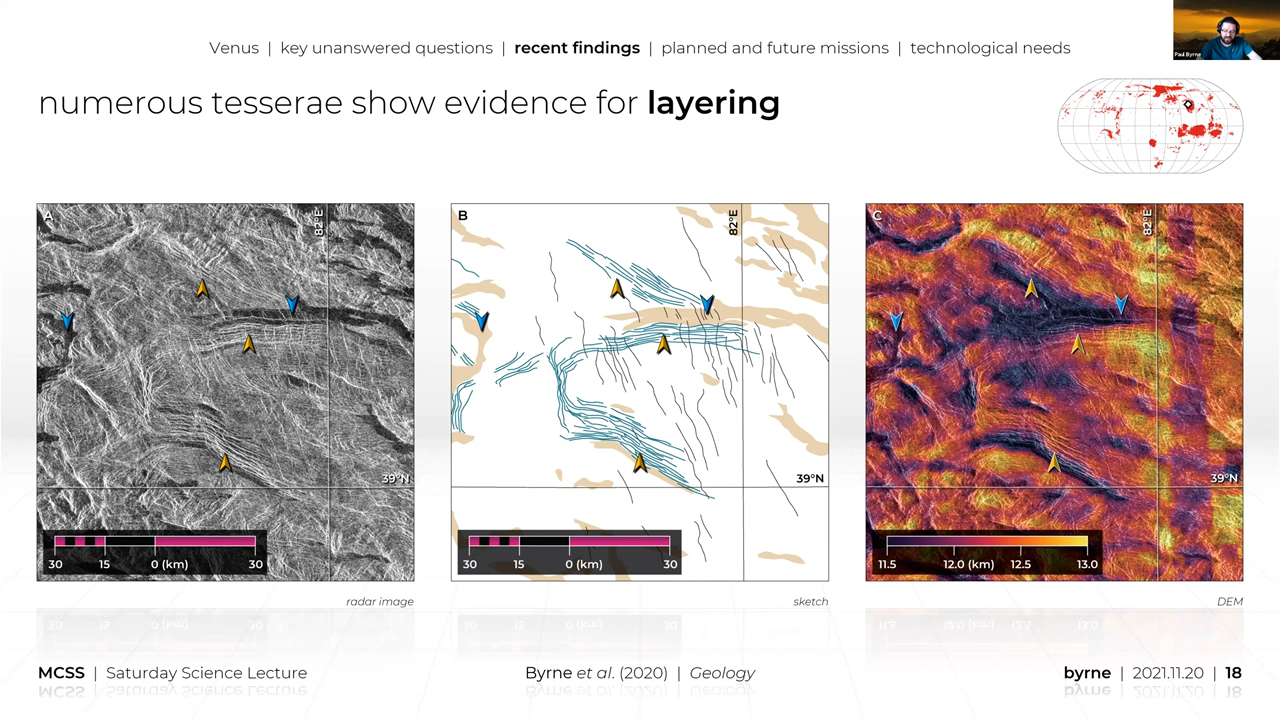 Venus | key unanswered questions | recent findings | planned and future missions | technological needs
Paul Byrne
numerous tesserae show evidence for layering
A
82°E
39°N
30 15 0 (km) 30
radar image
B
82°E
39°N
30 15 0 (km) 30
sketch
C
82°E
39°N
11.5 12.0 (km) 12.5 13.0
DEM
MCSS | Saturday Science Lecture
Byrne et al. (2020) | Geology
byrne | 2021.11.20 | 18